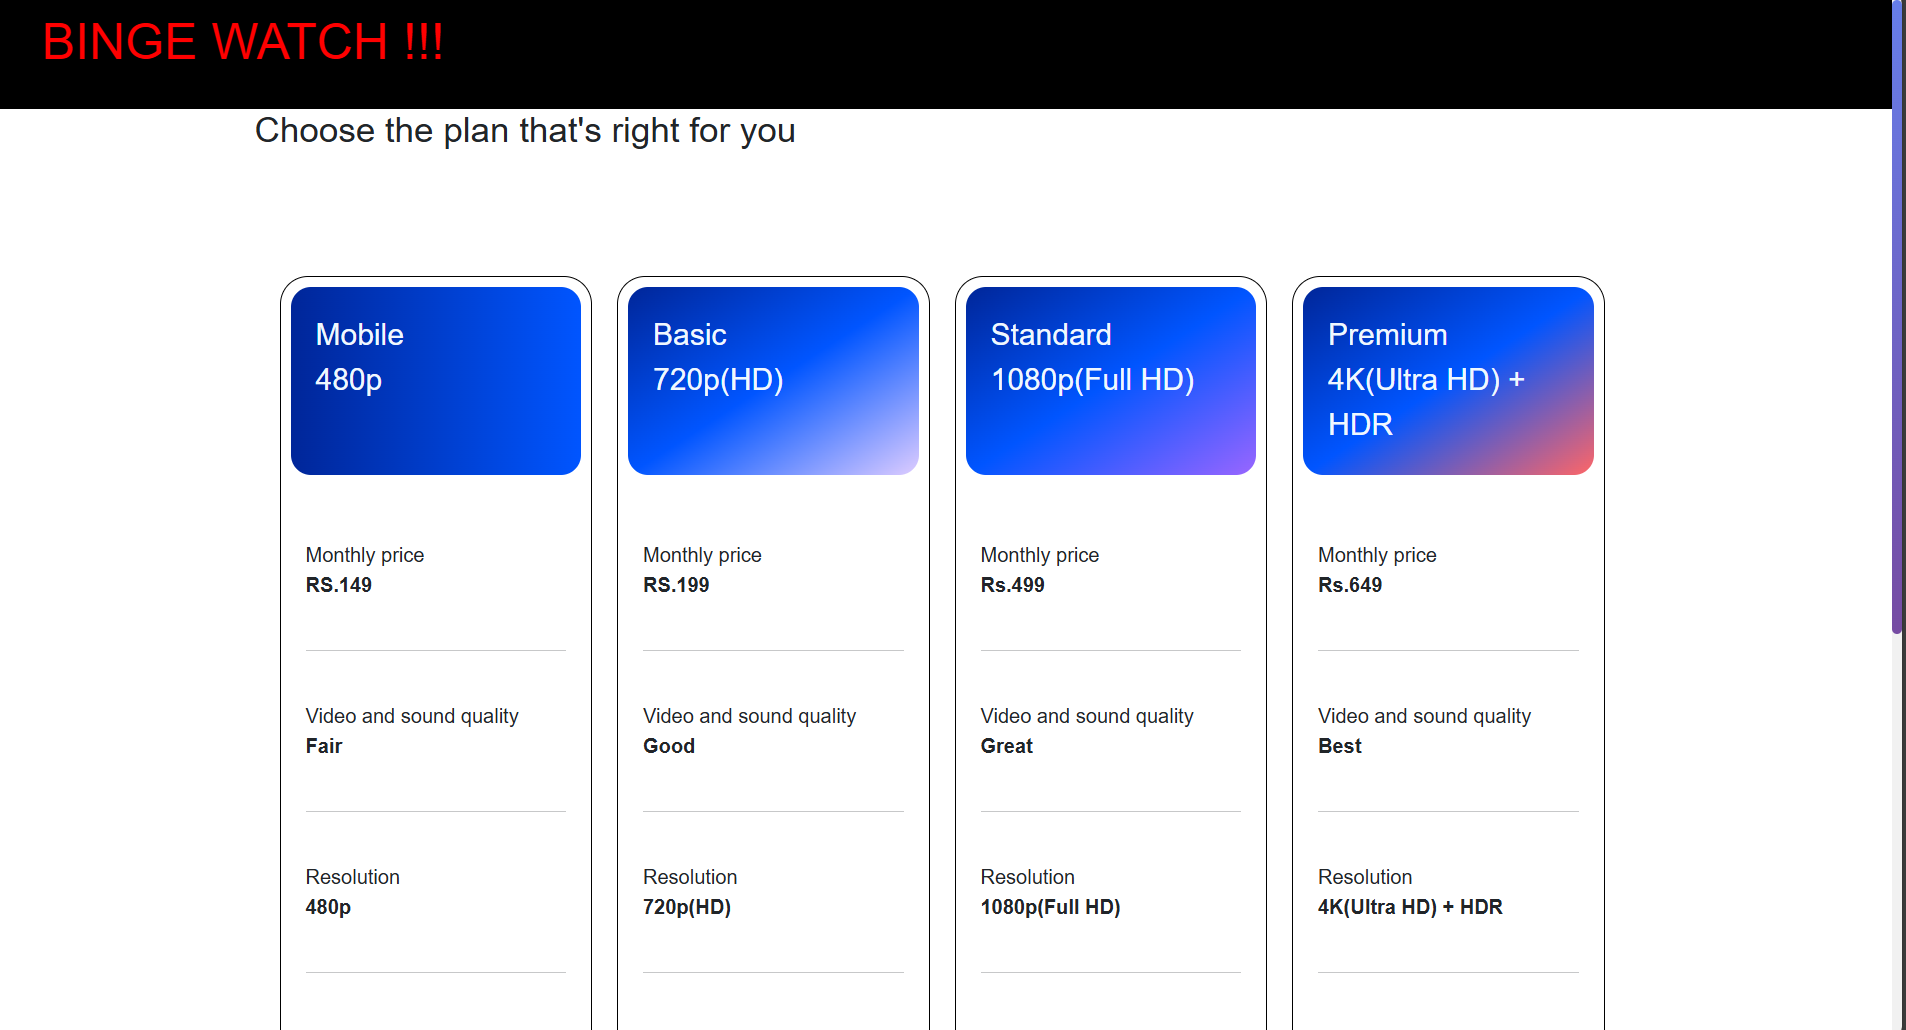 BINGE WATCH !!!
Choose the plan that's right for you
Mobile
480p
Monthly price
RS.149
Video and sound quality
Fair
Resolution
480p
Basic
720p(HD)
Monthly price
RS.199
Video and sound quality
Good
Resolution
720p(HD)
Standard
1080p(Full HD)
Monthly price
Rs.499
Video and sound quality
Great
Resolution
1080p(Full HD)
Premium
4K(Ultra HD) +
HDR
Monthly price
Rs.649
Video and sound quality
Best
Resolution
4K(Ultra HD) + HDR